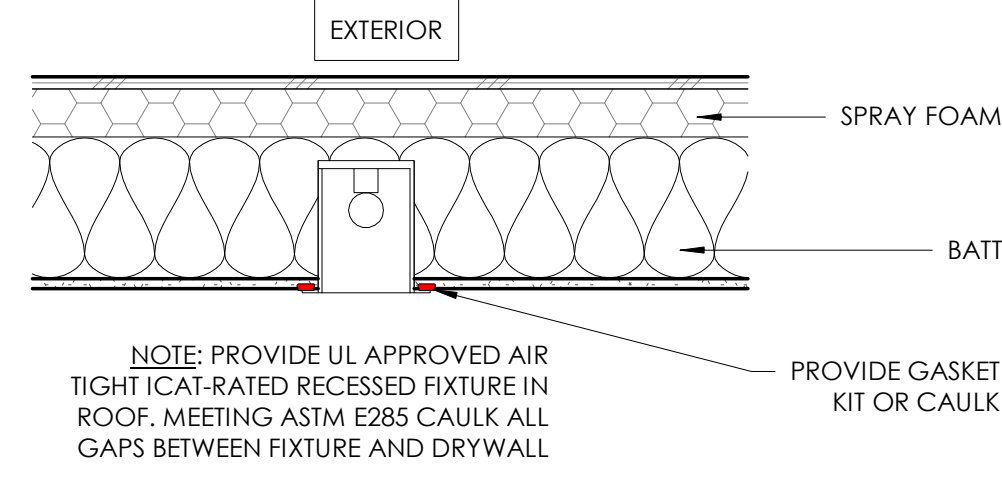 EXTERIOR
SPRAY FOAM
BATT
PROVIDE GASKET
KIT OR CAULK
NOTE: PROVIDE UL APPROVED AIR
TIGHT ICAT-RATED RECESSED FIXTURE IN
ROOF. MEETING ASTM E285 CAULK ALL
GAPS BETWEEN FIXTURE AND DRYWALL